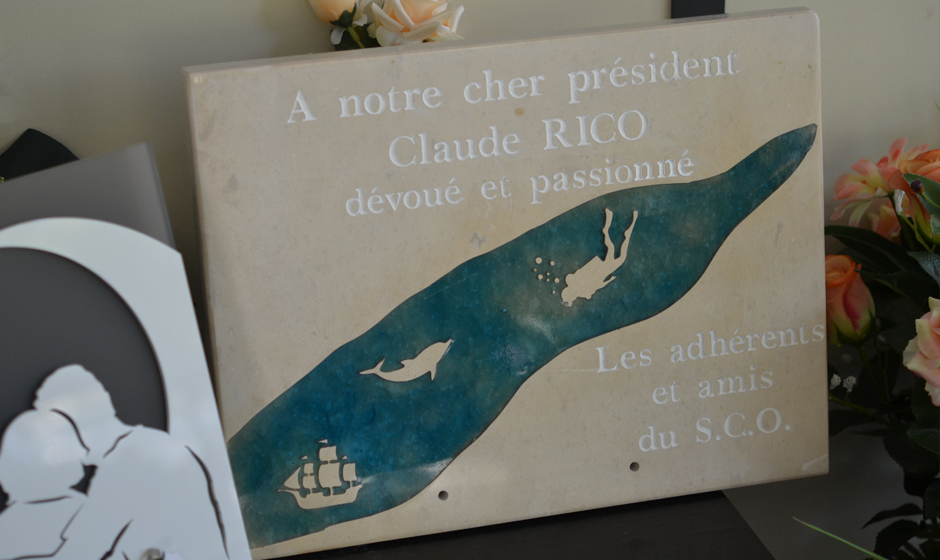 A notre cher président
Claude RICO
dévoué et passionné
Les adhérents
et amis
du S.C.O.